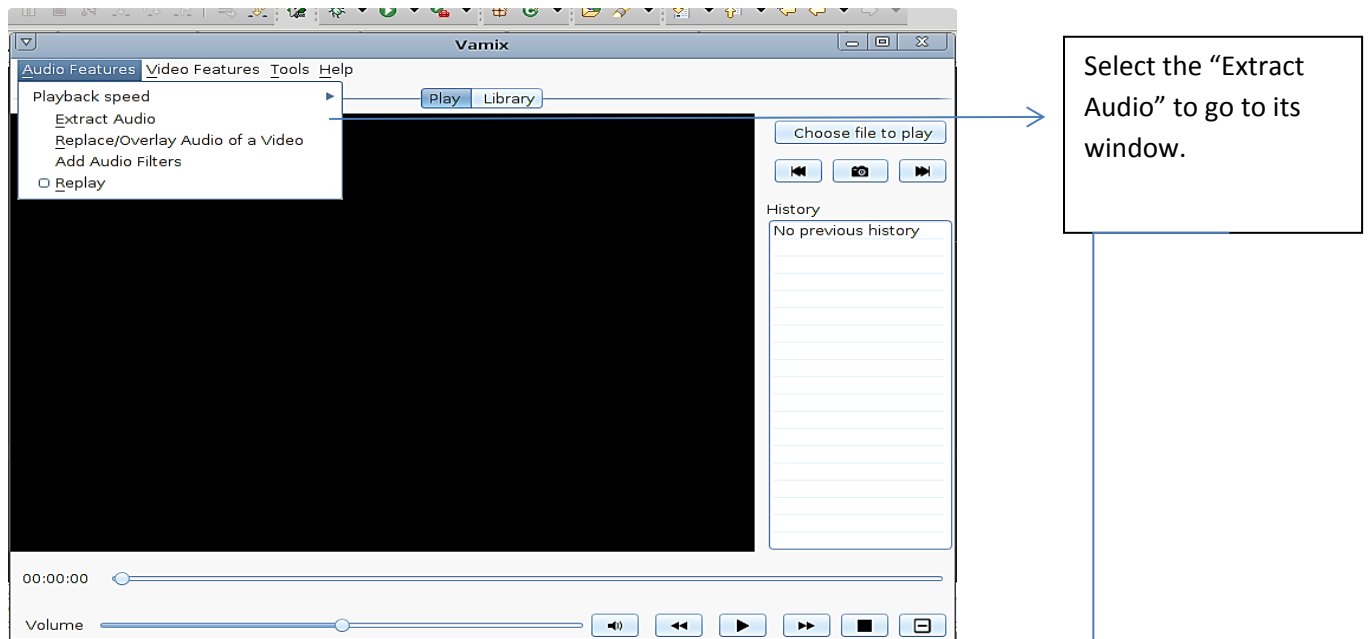 Vamix
Audio Features Video Features Tools Help
Playback speed
Extract Audio
Replace/Overlay Audio of a Video
Add Audio Filters
Replay
Play Library
Choose file to play
History
No previous history
00:00:00
Volume
Select the “Extract
Audio” to go to its
window.